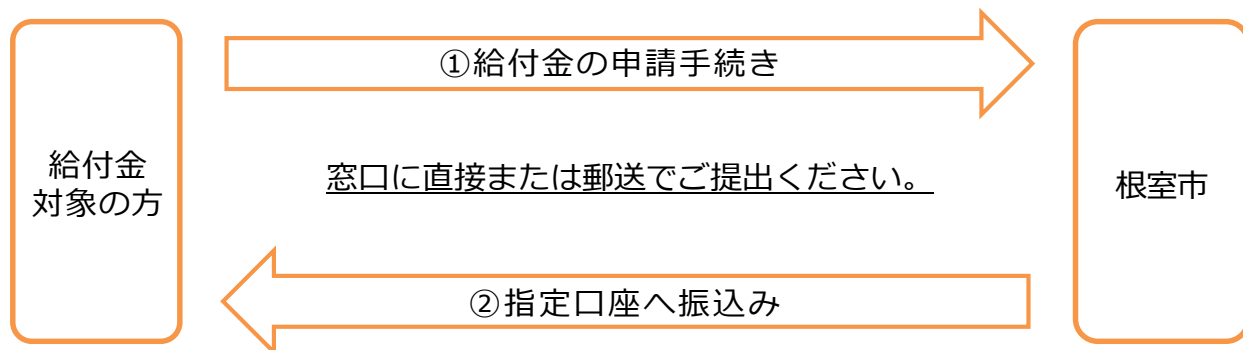 ①給付金の申請手続き
給付金
対象の方
窓口に直接または郵送でご提出ください。
根室市
②指定口座へ振込み